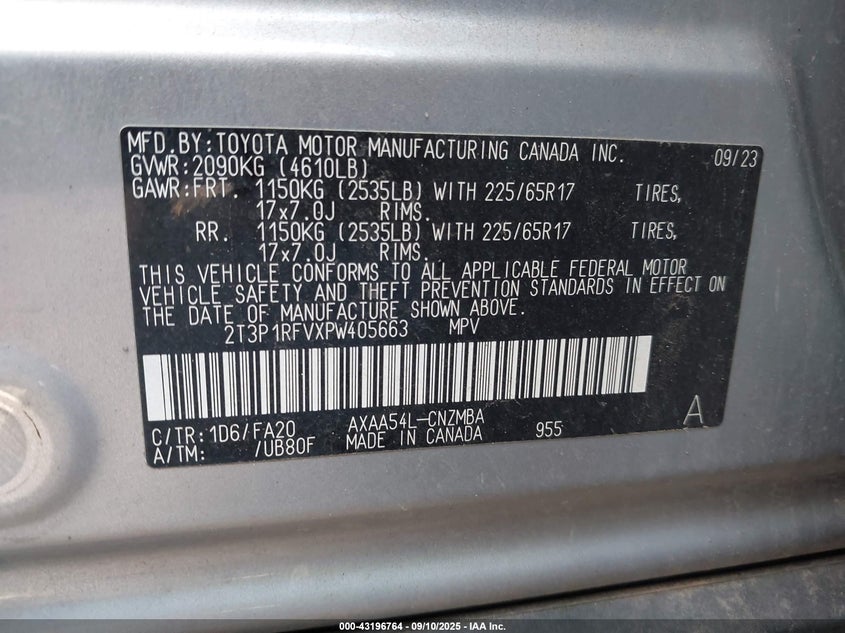 MFD.BY:TOYOTA MOTOR MANUFACTURING CANADA INC. 09/23
GVWR:2090KG (4610LB)
GAWR:FRT. 1150KG (2535LB) WITH 225/65R17 TIRES,
17x7.0J RIMS.
RR. 1150KG (2535LB) WITH 225/65R17 TIRES,
17x7.0J RIMS.
THIS VEHICLE CONFORMS TO ALL APPLICABLE FEDERAL MOTOR
VEHICLE SAFETY AND THEFT PREVENTION STANDARDS IN EFFECT ON
THE DATE OF MANUFACTURE SHOWN ABOVE.
2T3P1RFVXPW405663 MPV
C/TR:1D6/FA20 AXAA54L-CNZMBA A
A/TM: /UB80F MADE IN CANADA 955
000-43196764 - 09/10/2025 - IAA Inc.